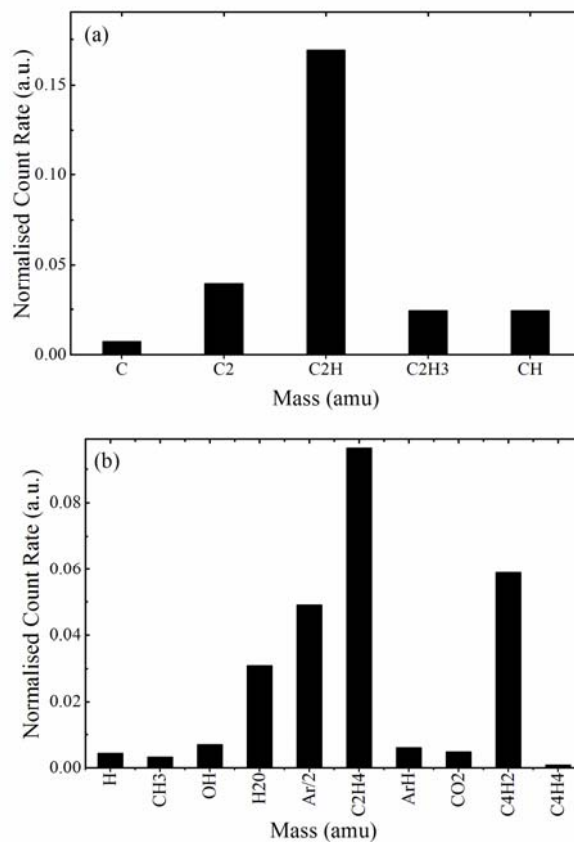 (a)
Normalised Count Rate (a.u.)
0.15
0.10
0.05
0.00
C C2 C2H C2H3 CH
Mass (amu)
(b)
Normalised Count Rate (a.u.)
0.08
0.06
0.04
0.02
0.00
H CH3 OH H20 Ar/2 C2H4 ArH CO2 C4H2 C4H4
Mass (amu)